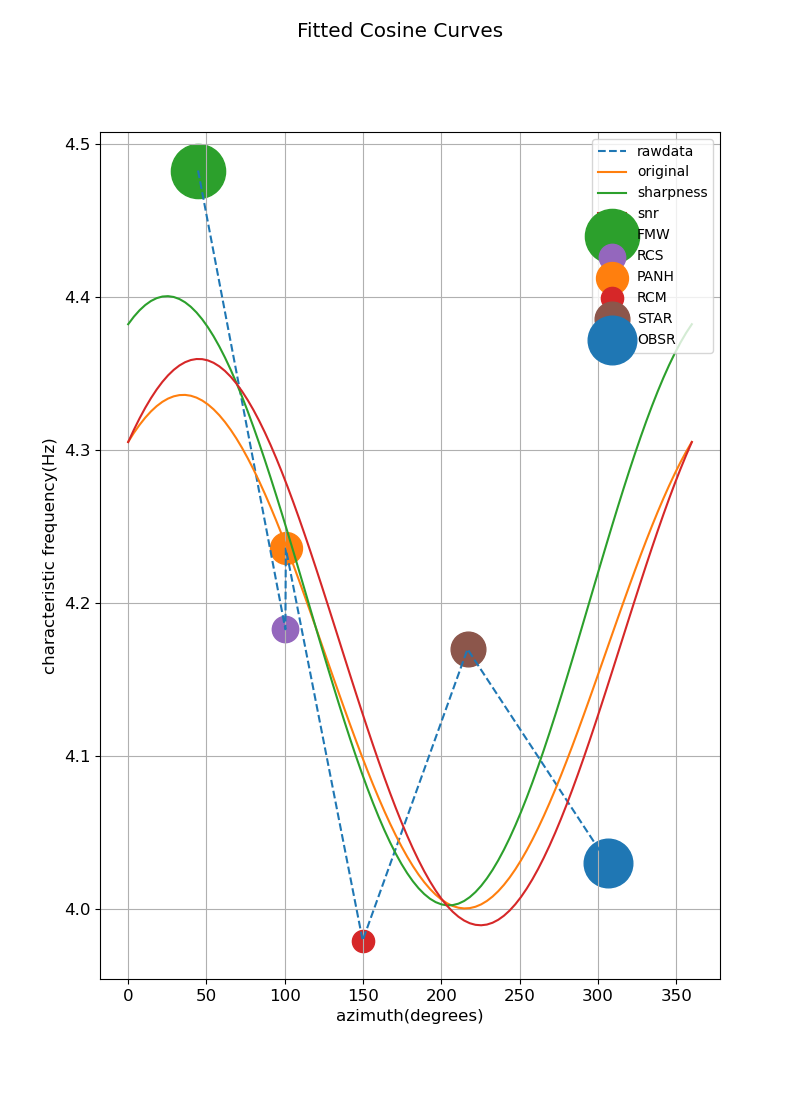 Fitted Cosine Curves
4.5
4.4
4.3
4.2
4.1
4.0
characteristic frequency(Hz)
0 50 100 150 200 250 300 350
azimuth(degrees)
rawdata
original
sharpness
snr
FMW
RCS
PANH
RCM
STAR
OBSR